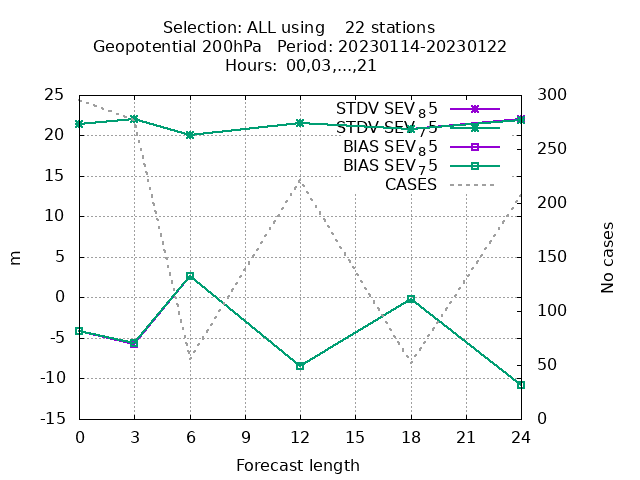 Selection: ALL using 22 stations
Geopotential 200hPa Period: 20230114-20230122
Hours: 00,03,...,21
25
20
15
10
5
0
-5
-10
-15
m
300
250
200
150
100
50
0
No cases
STDV SEV₈5
STDV SEV₇5
BIAS SEV₈5
BIAS SEV₇5
CASES
0 3 6 9 12 15 18 21 24
Forecast length